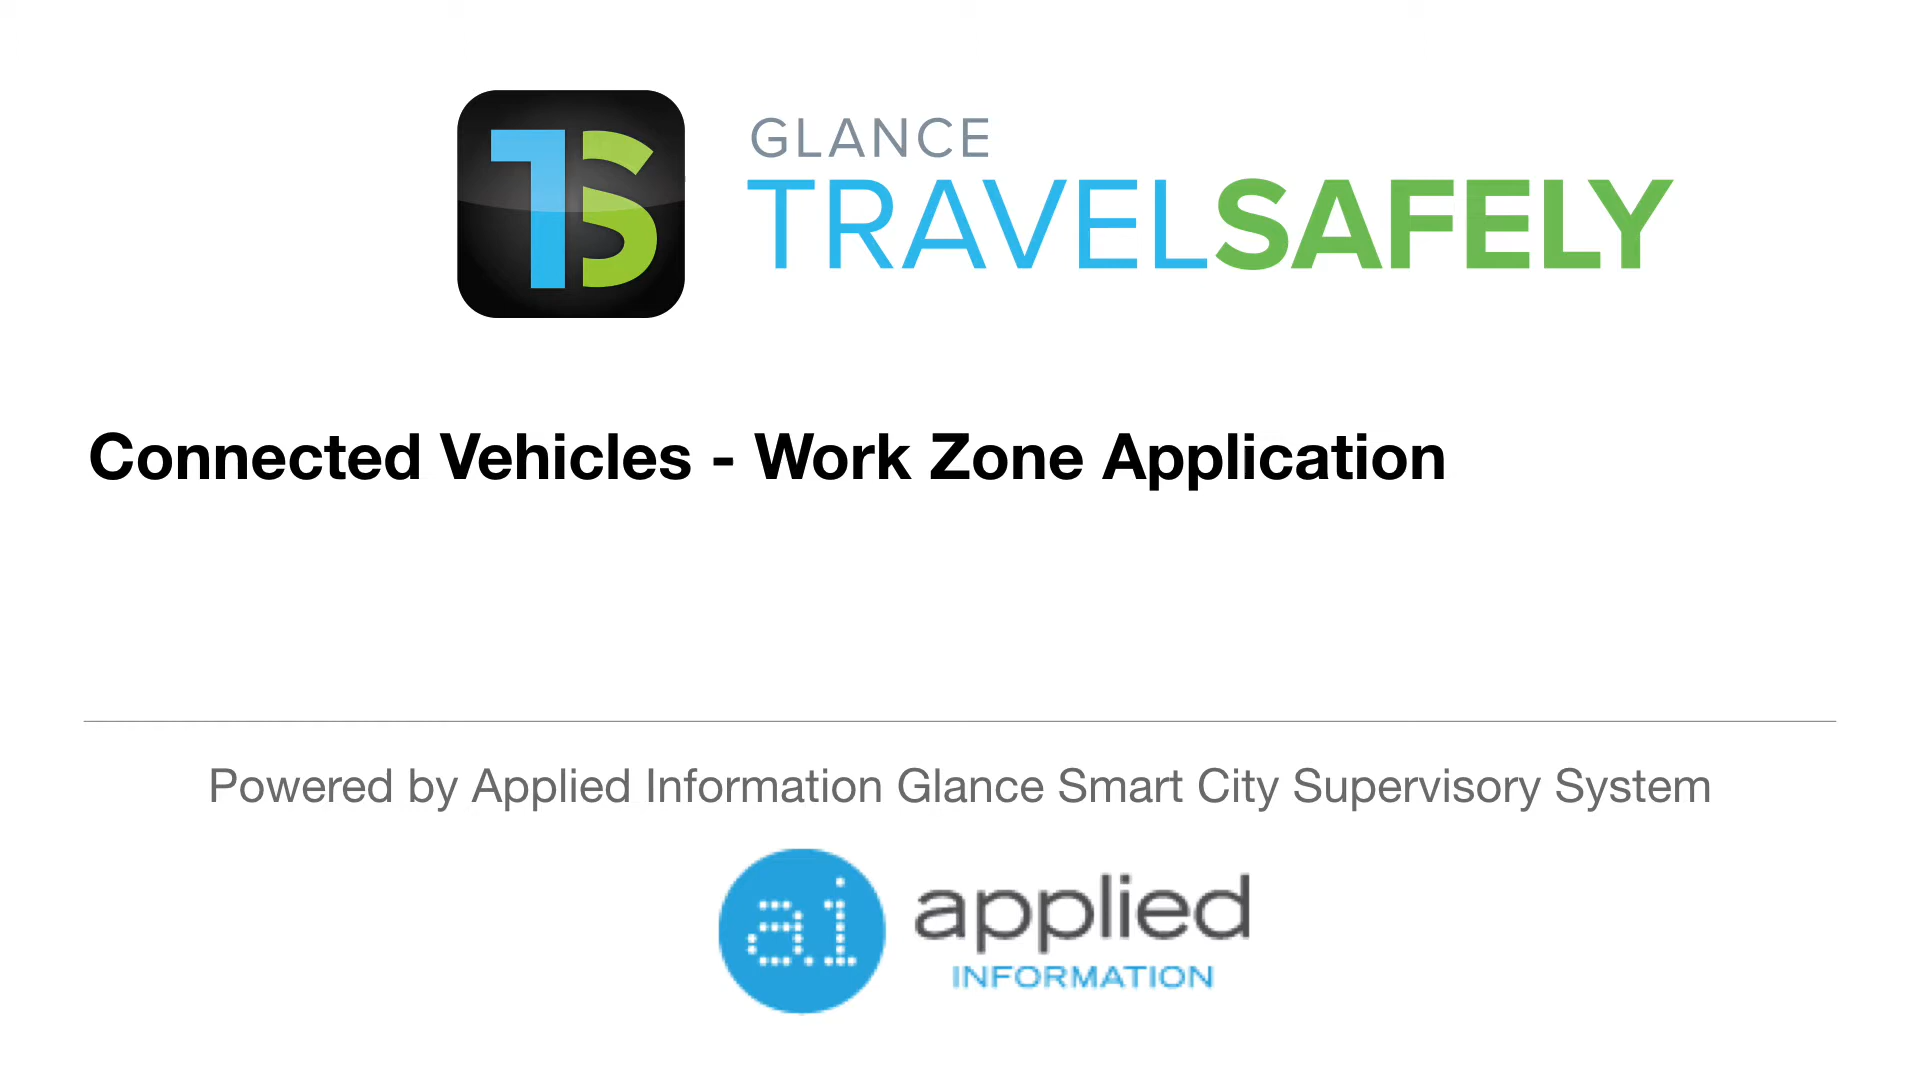 TS
GLANCE
TRAVELSAFELY
Connected Vehicles - Work Zone Application
Powered by Applied Information Glance Smart City Supervisory System
ai
applied
INFORMATION